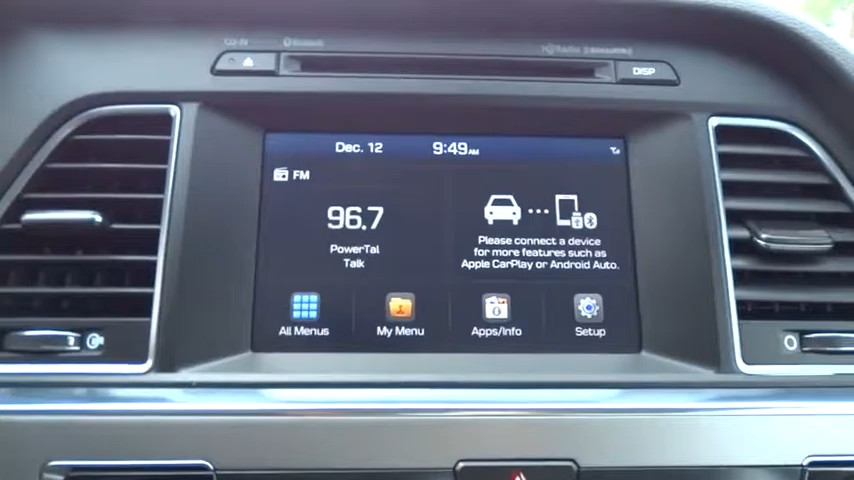 CD-IN
Bluetooth
DISP
Dec. 12
9:49 AM
FM
96.7
PowerTal
Talk
Please connect a device
for more features such as
Apple CarPlay or Android Auto.
All Menus
My Menu
Apps/Info
Setup